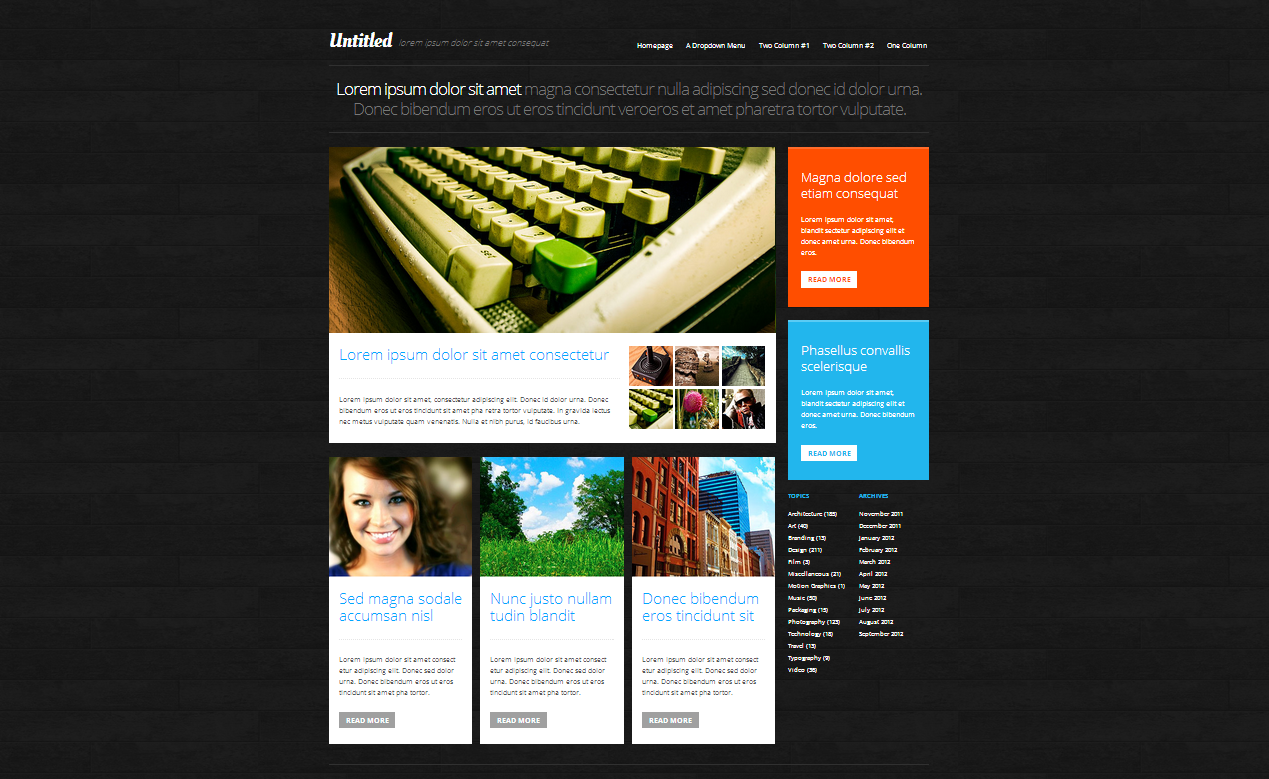 Untitled lorem ipsum dolor sit amet consequat
Homepage A Dropdown Menu Two Column #1 Two Column #2 One Column
Lorem ipsum dolor sit amet magna consectetur nulla adipiscing sed donec id dolor urna.
Donec bibendum eros ut eros tincidunt veroeros et amet pharetra tortor vulputate.
Lorem ipsum dolor sit amet consectetur
Lorem ipsum dolor sit amet, consectetur adipiscing elit. Donec id dolor urna. Donec
bibendum eros ut eros tincidunt sit amet pha retra tortor vulputate. In gravida lectus
nec metus vulputate quam venenatis. Nulla et nibh purus, id faucibus urna.
Sed magna sodale
accumsan nisl
Lorem ipsum dolor sit amet consect
etur adipiscing elit. Donec sed dolor
urna. Donec bibendum eros ut eros
tincidunt sit amet pha tortor.
READ MORE
Nunc justo nullam
tudin blandit
Lorem ipsum dolor sit amet consect
etur adipiscing elit. Donec sed dolor
urna. Donec bibendum eros ut eros
tincidunt sit amet pha tortor.
READ MORE
Donec bibendum
eros tincidunt sit
Lorem ipsum dolor sit amet consect
etur adipiscing elit. Donec sed dolor
urna. Donec bibendum eros ut eros
tincidunt sit amet pha tortor.
READ MORE
Magna dolore sed
etiam consequat
Lorem ipsum dolor sit amet,
blandit sectetur adipiscing elit et
donec amet urna. Donec bibendum
eros.
READ MORE
Phasellus convallis
scelerisque
Lorem ipsum dolor sit amet,
blandit sectetur adipiscing elit et
donec amet urna. Donec bibendum
eros.
READ MORE
TOPICS
Architecture (183)
Art (40)
Branding (13)
Design (211)
Film (3)
Miscellaneous (21)
Motion Graphics (1)
Music (50)
Packaging (15)
Photography (123)
Technology (18)
Travel (13)
Typography (9)
Video (36)
ARCHIVES
November 2011
December 2011
January 2012
February 2012
March 2012
April 2012
May 2012
June 2012
July 2012
August 2012
September 2012